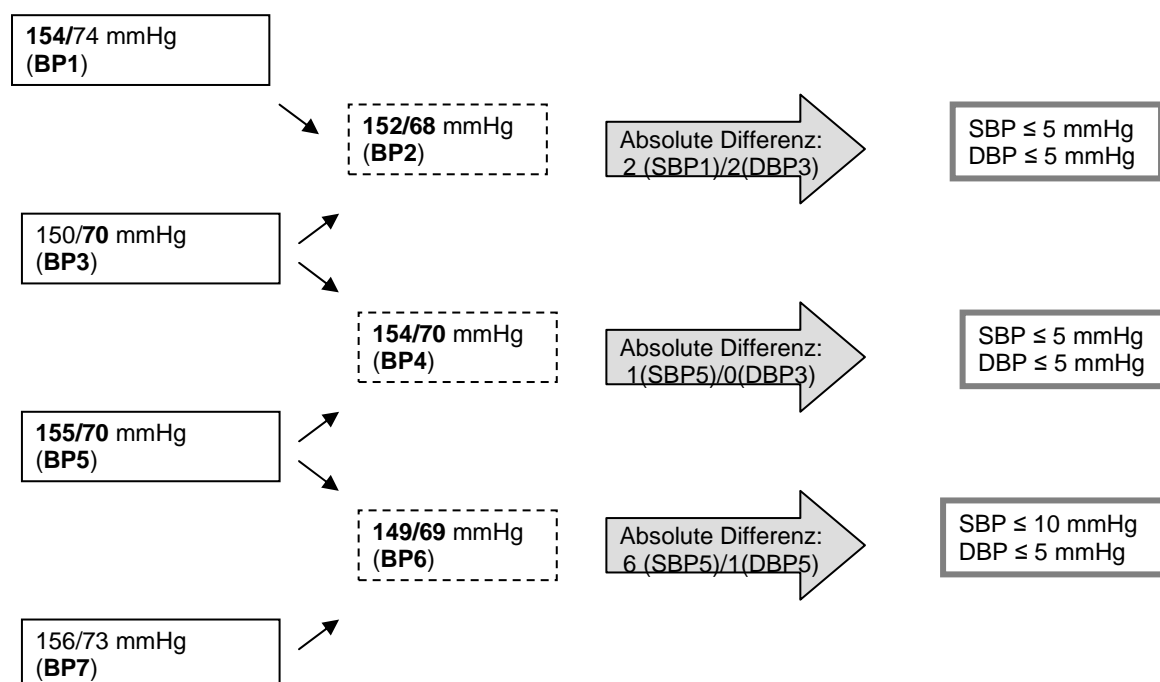 154/74 mmHg
(BP1)
152/68 mmHg
(BP2)
Absolute Differenz:
2 (SBP1)/2(DBP3)
SBP ≤ 5 mmHg
DBP ≤ 5 mmHg
150/70 mmHg
(BP3)
154/70 mmHg
(BP4)
Absolute Differenz:
1(SBP5)/0(DBP3)
SBP ≤ 5 mmHg
DBP ≤ 5 mmHg
155/70 mmHg
(BP5)
149/69 mmHg
(BP6)
Absolute Differenz:
6 (SBP5)/1(DBP5)
SBP ≤ 10 mmHg
DBP ≤ 5 mmHg
156/73 mmHg
(BP7)